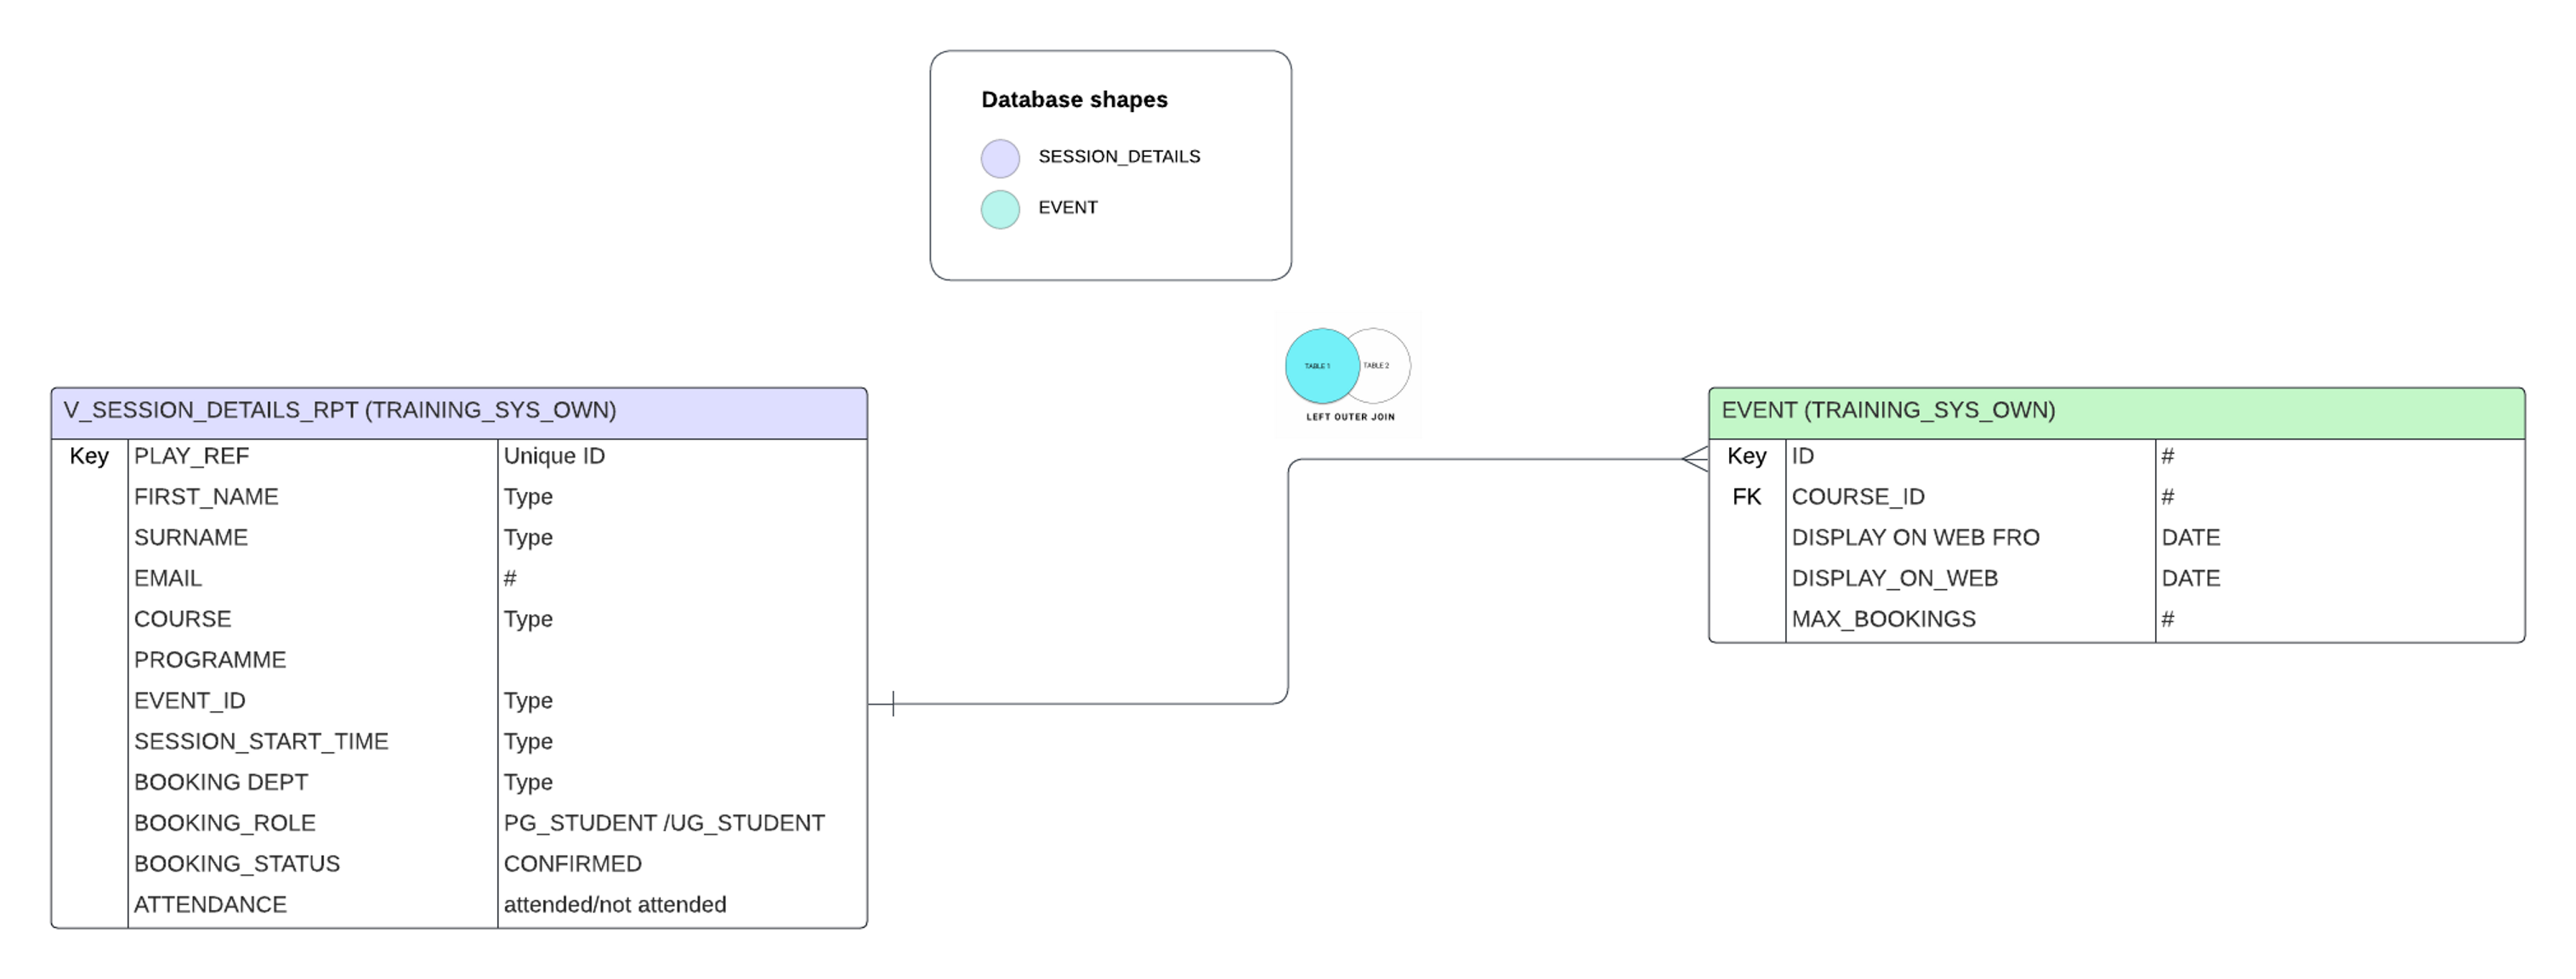 Database shapes
SESSION_DETAILS
EVENT
TABLE 1 TABLE 2
LEFT OUTER JOIN
V_SESSION_DETAILS_RPT (TRAINING_SYS_OWN)
Key PLAY_REF Unique ID
FIRST_NAME Type
SURNAME Type
EMAIL #
COURSE Type
PROGRAMME
EVENT_ID Type
SESSION_START_TIME Type
BOOKING DEPT Type
BOOKING_ROLE PG_STUDENT /UG_STUDENT
BOOKING_STATUS CONFIRMED
ATTENDANCE attended/not attended
EVENT (TRAINING_SYS_OWN)
Key ID #
FK COURSE_ID #
DISPLAY ON WEB FRO DATE
DISPLAY_ON_WEB DATE
MAX_BOOKINGS #